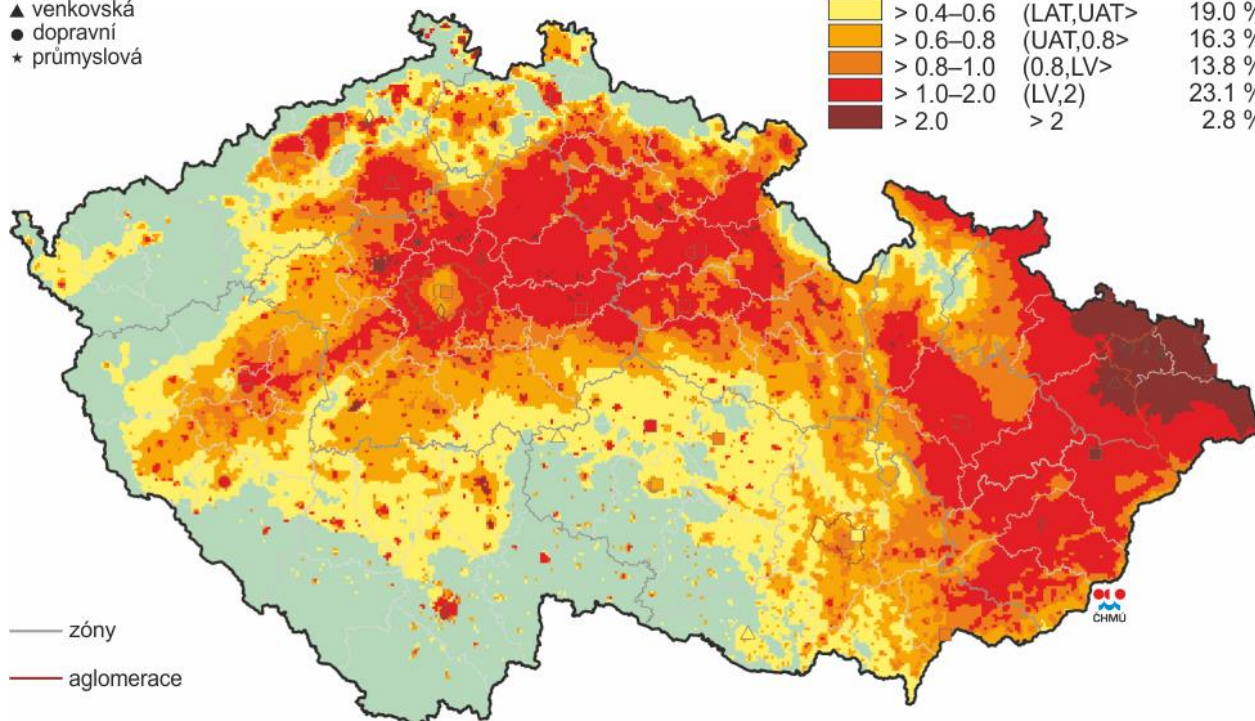 ▲ venkovská
● dopravní
★ průmyslová
> 0.4–0.6 (LAT,UAT> 19.0 %
> 0.6–0.8 (UAT,0.8> 16.3 %
> 0.8–1.0 (0.8,LV> 13.8 %
> 1.0–2.0 (LV,2) 23.1 %
> 2.0 > 2 2.8 %
ČHMÚ
zóny
aglomerace